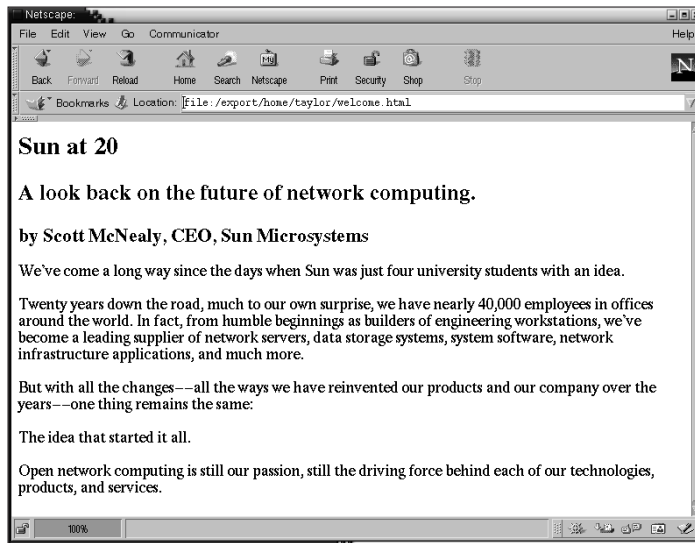 Netscape:
File Edit View Go Communicator Help
Back Forward Reload Home Search Netscape Print Security Shop Stop
My
N
Bookmarks Location: file:/export/home/taylor/welcome.html
Sun at 20
A look back on the future of network computing.
by Scott McNealy, CEO, Sun Microsystems
We've come a long way since the days when Sun was just four university students with an idea.
Twenty years down the road, much to our own surprise, we have nearly 40,000 employees in offices
around the world. In fact, from humble beginnings as builders of engineering workstations, we've
become a leading supplier of network servers, data storage systems, system software, network
infrastructure applications, and much more.
But with all the changes--all the ways we have reinvented our products and our company over the
years--one thing remains the same:
The idea that started it all.
Open network computing is still our passion, still the driving force behind each of our technologies,
products, and services.
100%